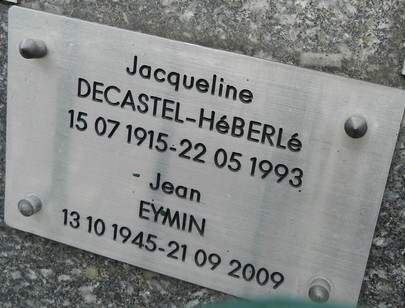 Jacqueline
DECASTEL-HéBERLé
15 07 1915-22 05 1993
Jean
EYMIN
13 10 1945-21 09 2009